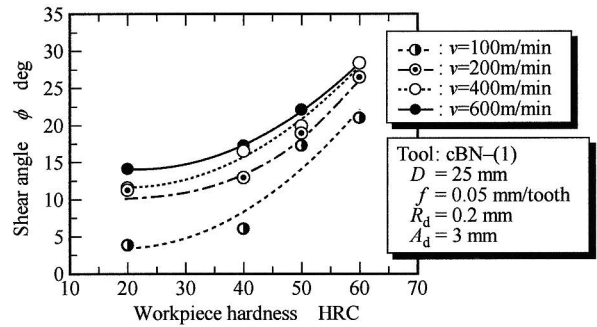 35
30
25
20
15
10
5
0
10 20 30 40 50 60 70
Shear angle ϕ deg
Workpiece hardness HRC
: v=100m/min
: v=200m/min
: v=400m/min
: v=600m/min
Tool: cBN–(1)
D = 25 mm
f = 0.05 mm/tooth
Rd = 0.2 mm
Ad = 3 mm